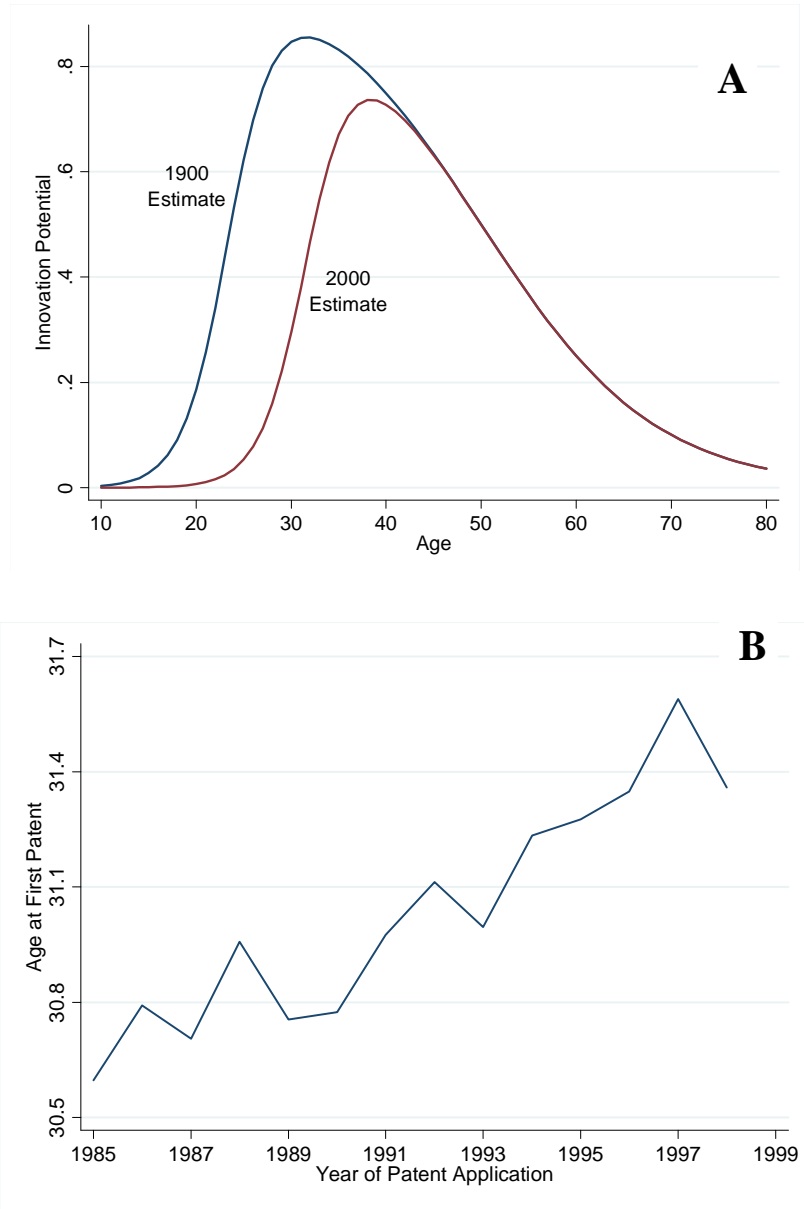 A
.8
.6
.4
.2
0
Innovation Potential
1900
Estimate
2000
Estimate
10 20 30 40 50 60 70 80
Age
B
31.7
31.4
31.1
30.8
30.5
Age at First Patent
1985 1987 1989 1991 1993 1995 1997 1999
Year of Patent Application